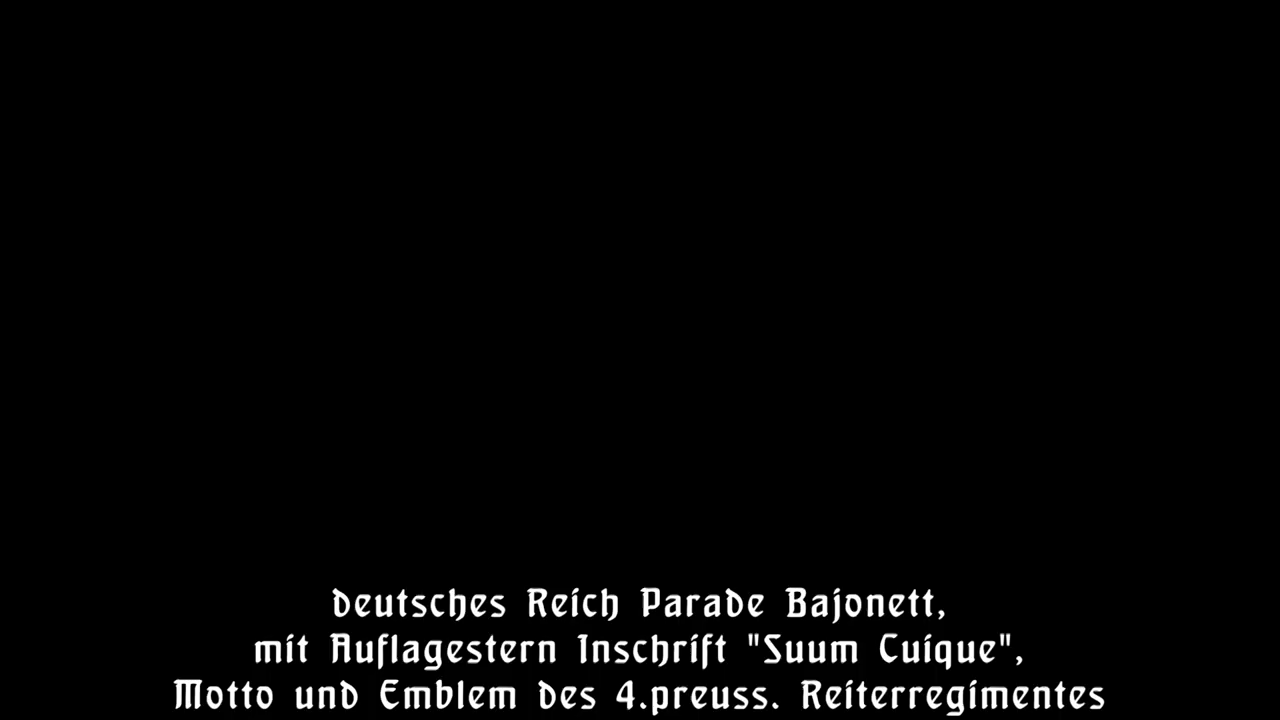 deutsches Reich Parade Bajonett,
mit Auflagestern Inschrift "Suum Cuique",
Motto und Emblem des 4.preuss. Reiterregimentes